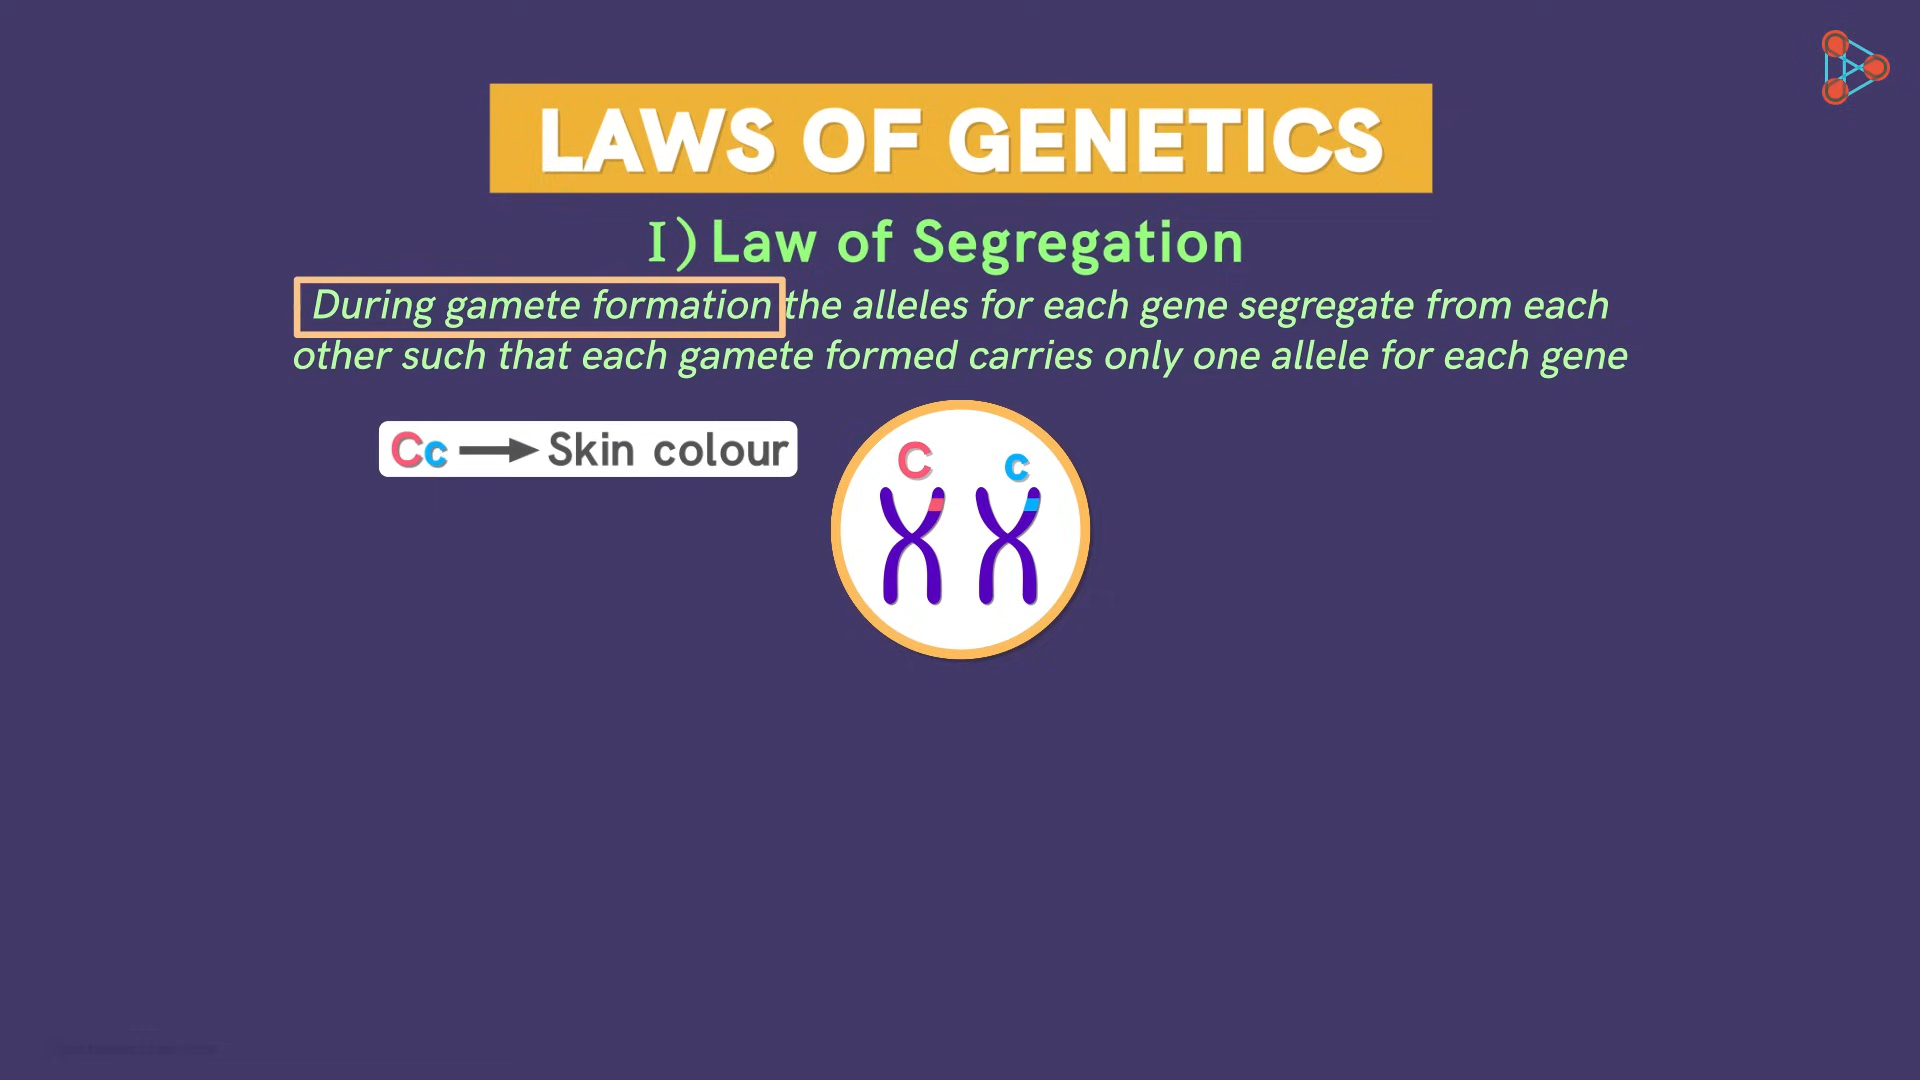 LAWS OF GENETICS
I) Law of Segregation
During gamete formation the alleles for each gene segregate from each
other such that each gamete formed carries only one allele for each gene
Cc → Skin colour
C c